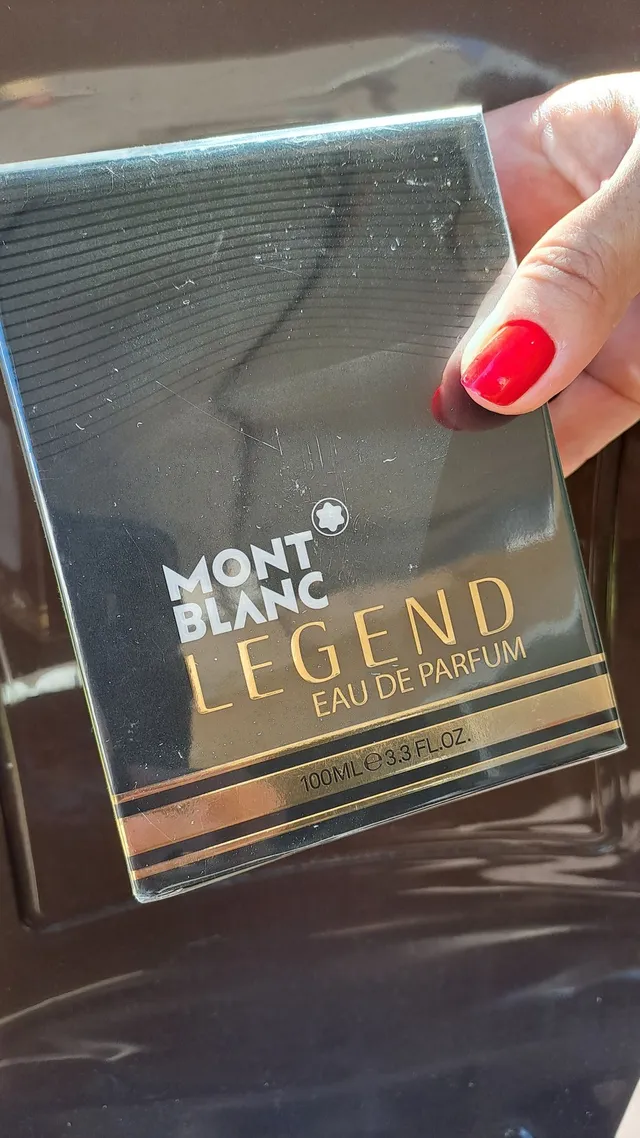 MONT
BLANC
LEGEND
EAU DE PARFUM
100ML ℮ 3.3 FL.OZ.